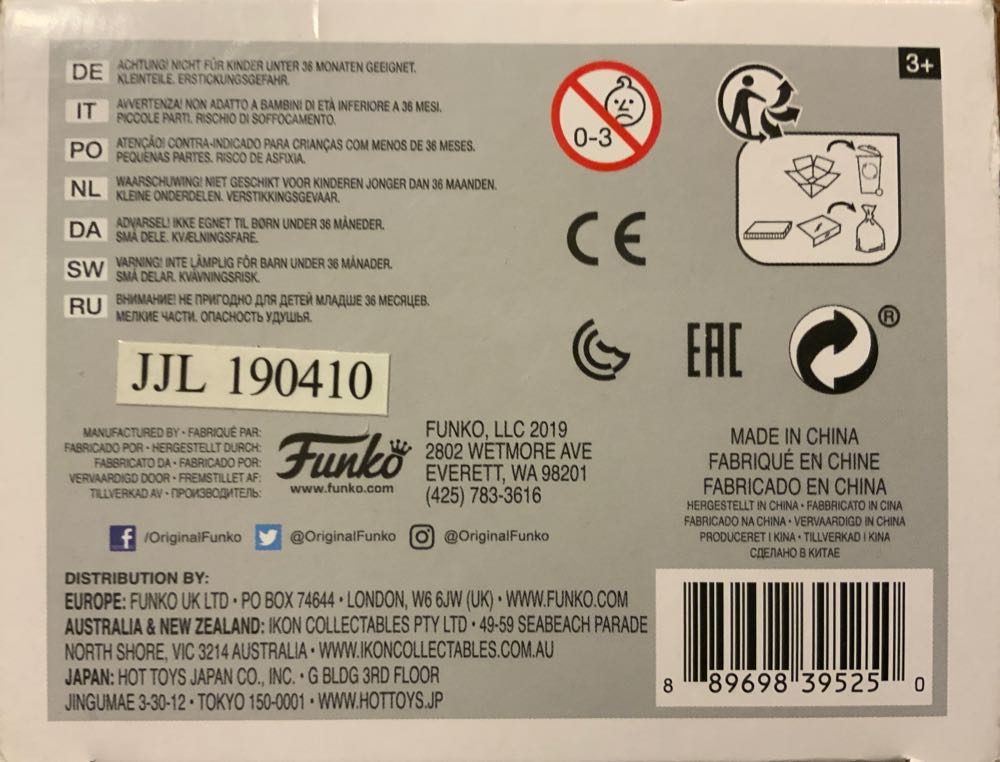 DE ACHTUNG! NICHT FÜR KINDER UNTER 36 MONATEN GEEIGNET.
KLEINTEILE. ERSTICKUNGSGEFAHR.
IT AVVERTENZA! NON ADATTO A BAMBINI DI ETÀ INFERIORE A 36 MESI.
PICCOLE PARTI. RISCHIO DI SOFFOCAMENTO.
PO ATENÇÃO! CONTRA-INDICADO PARA CRIANÇAS COM MENOS DE 36 MESES.
PEQUENAS PARTES. RISCO DE ASFIXIA.
NL WAARSCHUWING! NIET GESCHIKT VOOR KINDEREN JONGER DAN 36 MAANDEN.
KLEINE ONDERDELEN. VERSTIKKINGSGEVAAR.
DA ADVARSEL! IKKE EGNET TIL BØRN UNDER 36 MÅNEDER.
SMÅ DELE. KVÆLNINGSFARE.
SW VARNING! INTE LÄMPLIG FÖR BARN UNDER 36 MÅNADER.
SMÅ DELAR. KVÄVNINGSRISK.
RU ВНИМАНИЕ! НЕ ПРИГОДНО ДЛЯ ДЕТЕЙ МЛАДШЕ 36 МЕСЯЦЕВ.
МЕЛКИЕ ЧАСТИ. ОПАСНОСТЬ УДУШЬЯ.
0-3
3+
CE
EAC
®
JJL 190410
MANUFACTURED BY • FABRIQUÉ PAR:
FABRICADO POR • HERGESTELLT DURCH:
FABBRICATO DA • FABRICADO POR:
VERVAARDIGD DOOR • FREMSTILLET AF:
TILLVERKAD AV • ПРОИЗВОДИТЕЛЬ:
Funko
www.funko.com
FUNKO, LLC 2019
2802 WETMORE AVE
EVERETT, WA 98201
(425) 783-3616
MADE IN CHINA
FABRIQUÉ EN CHINE
FABRICADO EN CHINA
HERGESTELLT IN CHINA • FABBRICATO IN CINA
FABRICADO NA CHINA • VERVAARDIGD IN CHINA
PRODUCERET I KINA • TILLVERKAD I KINA
СДЕЛАНО В КИТАЕ
f /OriginalFunko @OriginalFunko @OriginalFunko
DISTRIBUTION BY:
EUROPE: FUNKO UK LTD • PO BOX 74644 • LONDON, W6 6JW (UK) • WWW.FUNKO.COM
AUSTRALIA & NEW ZEALAND: IKON COLLECTABLES PTY LTD • 49-59 SEABEACH PARADE
NORTH SHORE, VIC 3214 AUSTRALIA • WWW.IKONCOLLECTABLES.COM.AU
JAPAN: HOT TOYS JAPAN CO., INC. • G BLDG 3RD FLOOR
JINGUMAE 3-30-12 • TOKYO 150-0001 • WWW.HOTTOYS.JP
8 89698 39525 0